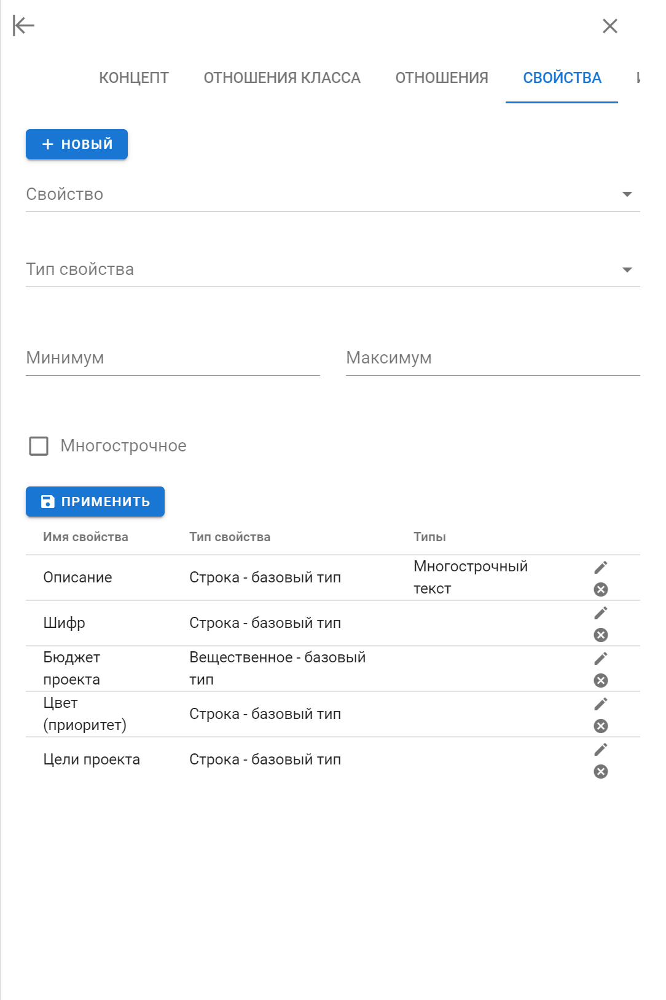 КОНЦЕПТ ОТНОШЕНИЯ КЛАССА ОТНОШЕНИЯ СВОЙСТВА
НОВЫЙ
Свойство
Тип свойства
Минимум Максимум
Многострочное
ПРИМЕНИТЬ
Имя свойства Тип свойства Типы
Описание Строка - базовый тип Многострочный
текст
Шифр Строка - базовый тип
Бюджет Вещественное - базовый
проекта тип
Цвет
(приоритет) Строка - базовый тип
Цели проекта Строка - базовый тип